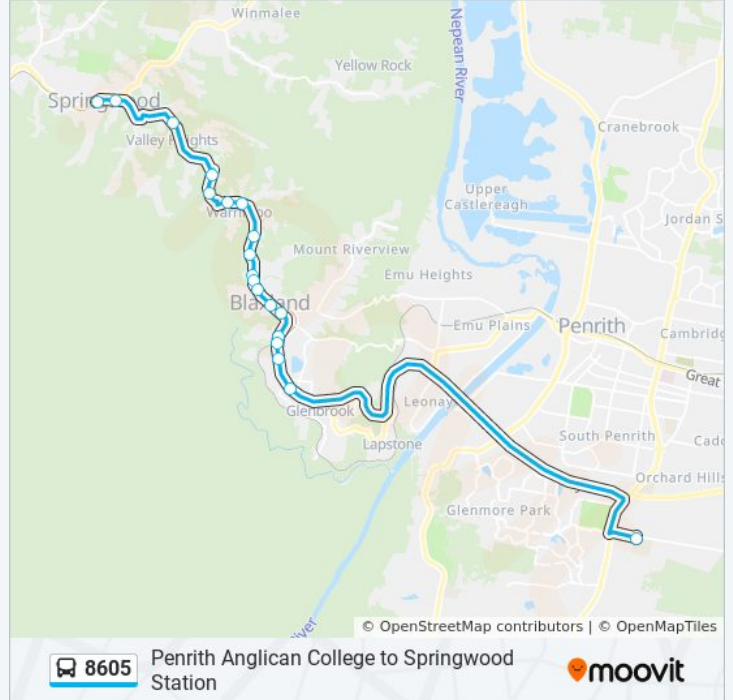 Winmalee
Nepean River
Yellow Rock
Springwood
Cranebrook
Valley Heights
Upper
Castlereagh
Warrimoo
Jordan S
Mount Riverview
Emu Heights
Blaxland
Emu Plains
Penrith
Cambridg
Great
Glenbrook
Leonay
South Penrith
Cadd
Lapstone
Orchard Hills
Glenmore Park
iver
© OpenStreetMap contributors | © OpenMapTiles
8605
Penrith Anglican College to Springwood
Station
moovit